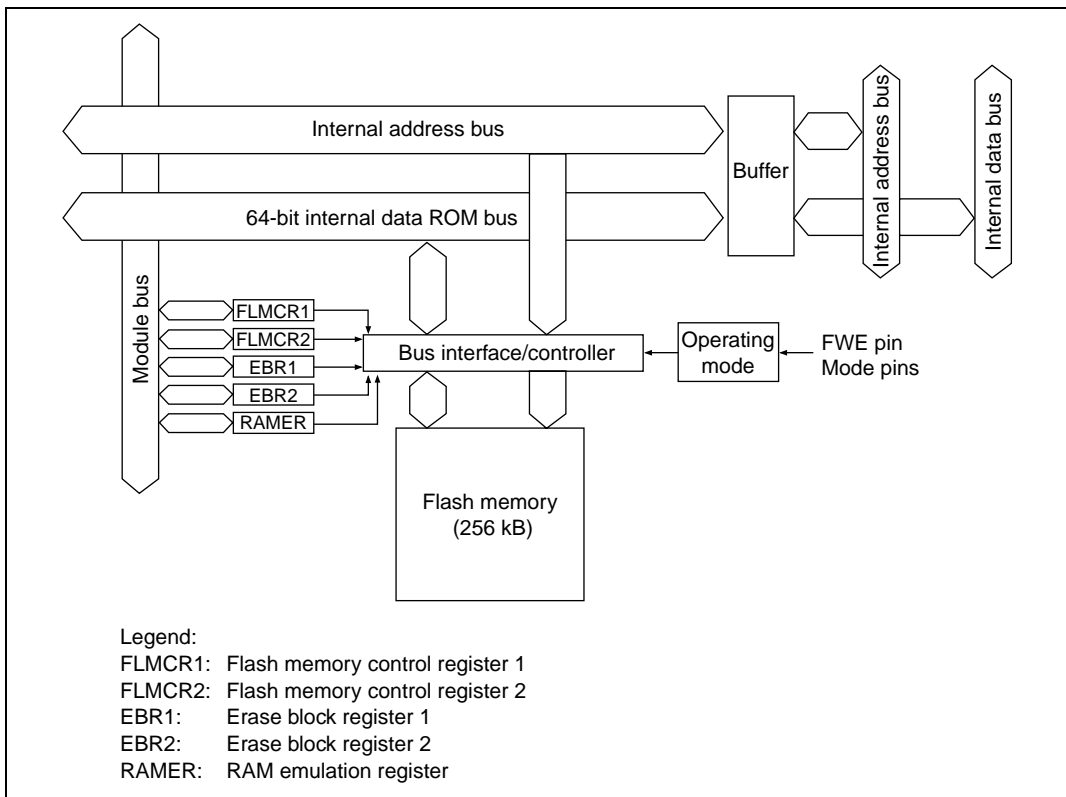 Internal address bus
Buffer
Internal address bus
Internal data bus
64-bit internal data ROM bus
Module bus
FLMCR1
FLMCR2
EBR1
EBR2
RAMER
Bus interface/controller
Operating
mode
FWE pin
Mode pins
Flash memory
(256 kB)
Legend:
FLMCR1: Flash memory control register 1
FLMCR2: Flash memory control register 2
EBR1: Erase block register 1
EBR2: Erase block register 2
RAMER: RAM emulation register